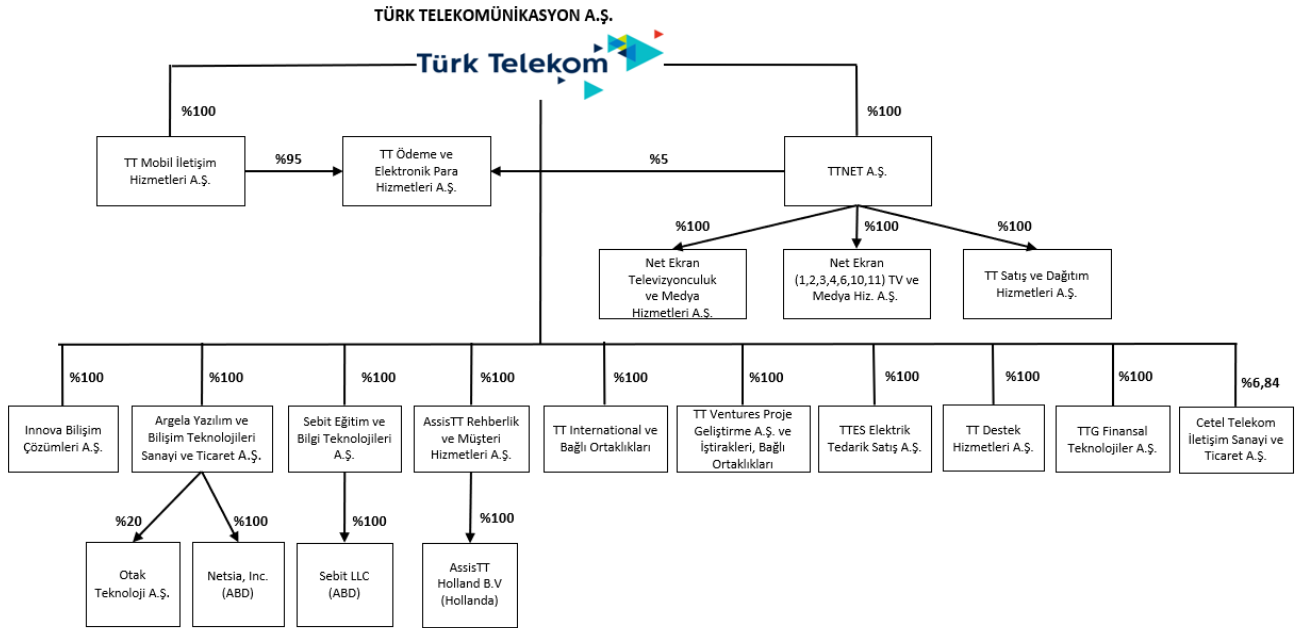 TÜRK TELEKOMÜNİKASYON A.Ş.
Türk Telekom
%100
%100
TT Mobil İletişim
Hizmetleri A.Ş.
%95
TT Ödeme ve
Elektronik Para
Hizmetleri A.Ş.
%5
TTNET A.Ş.
%100
%100
%100
Net Ekran
Televizyonculuk
ve Medya
Hizmetleri A.Ş.
Net Ekran
(1,2,3,4,6,10,11) TV ve
Medya Hiz. A.Ş.
TT Satış ve Dağıtım
Hizmetleri A.Ş.
%100
%100
%100
%100
%100
%100
%100
%100
%100
%6,84
Innova Bilişim
Çözümleri A.Ş.
Argela Yazılım ve
Bilişim Teknolojileri
Sanayi ve Ticaret A.Ş.
Sebit Eğitim ve
Bilgi Teknolojileri
A.Ş.
AssisTT Rehberlik
ve Müşteri
Hizmetleri A.Ş.
TT International ve
Bağlı Ortaklıkları
TT Ventures Proje
Geliştirme A.Ş. ve
İştirakleri, Bağlı
Ortaklıkları
TTES Elektrik
Tedarik Satış A.Ş.
TT Destek
Hizmetleri A.Ş.
TTG Finansal
Teknolojiler A.Ş.
Cetel Telekom
İletişim Sanayi ve
Ticaret A.Ş.
%20
%100
%100
%100
Otak
Teknoloji A.Ş.
Netsia, Inc.
(ABD)
Sebit LLC
(ABD)
AssisTT
Holland B.V
(Hollanda)